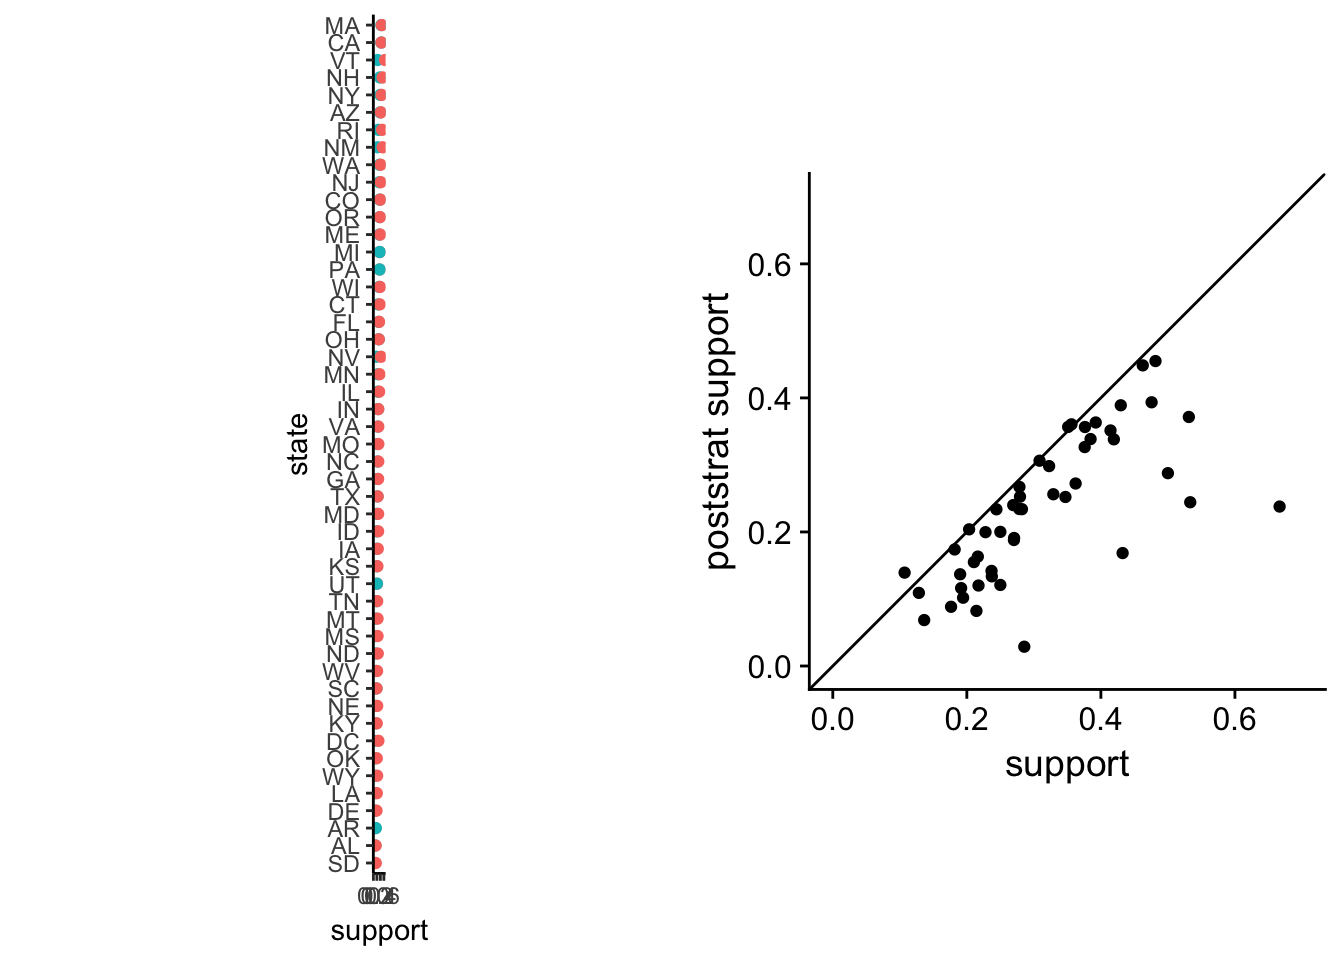 MA
CA
VT
NH
NY
AZ
RI
NM
WA
NJ
CO
OR
ME
MI
PA
WI
CT
FL
OH
NV
MN
IL
IN
VA
MO
NC
GA
TX
MD
ID
IA
KS
UT
TN
MT
MS
ND
WV
SC
NE
KY
DC
OK
WY
LA
DE
AR
AL
SD
state
support
0.6
0.4
0.2
0.0
poststrat support
0.0 0.2 0.4 0.6
support